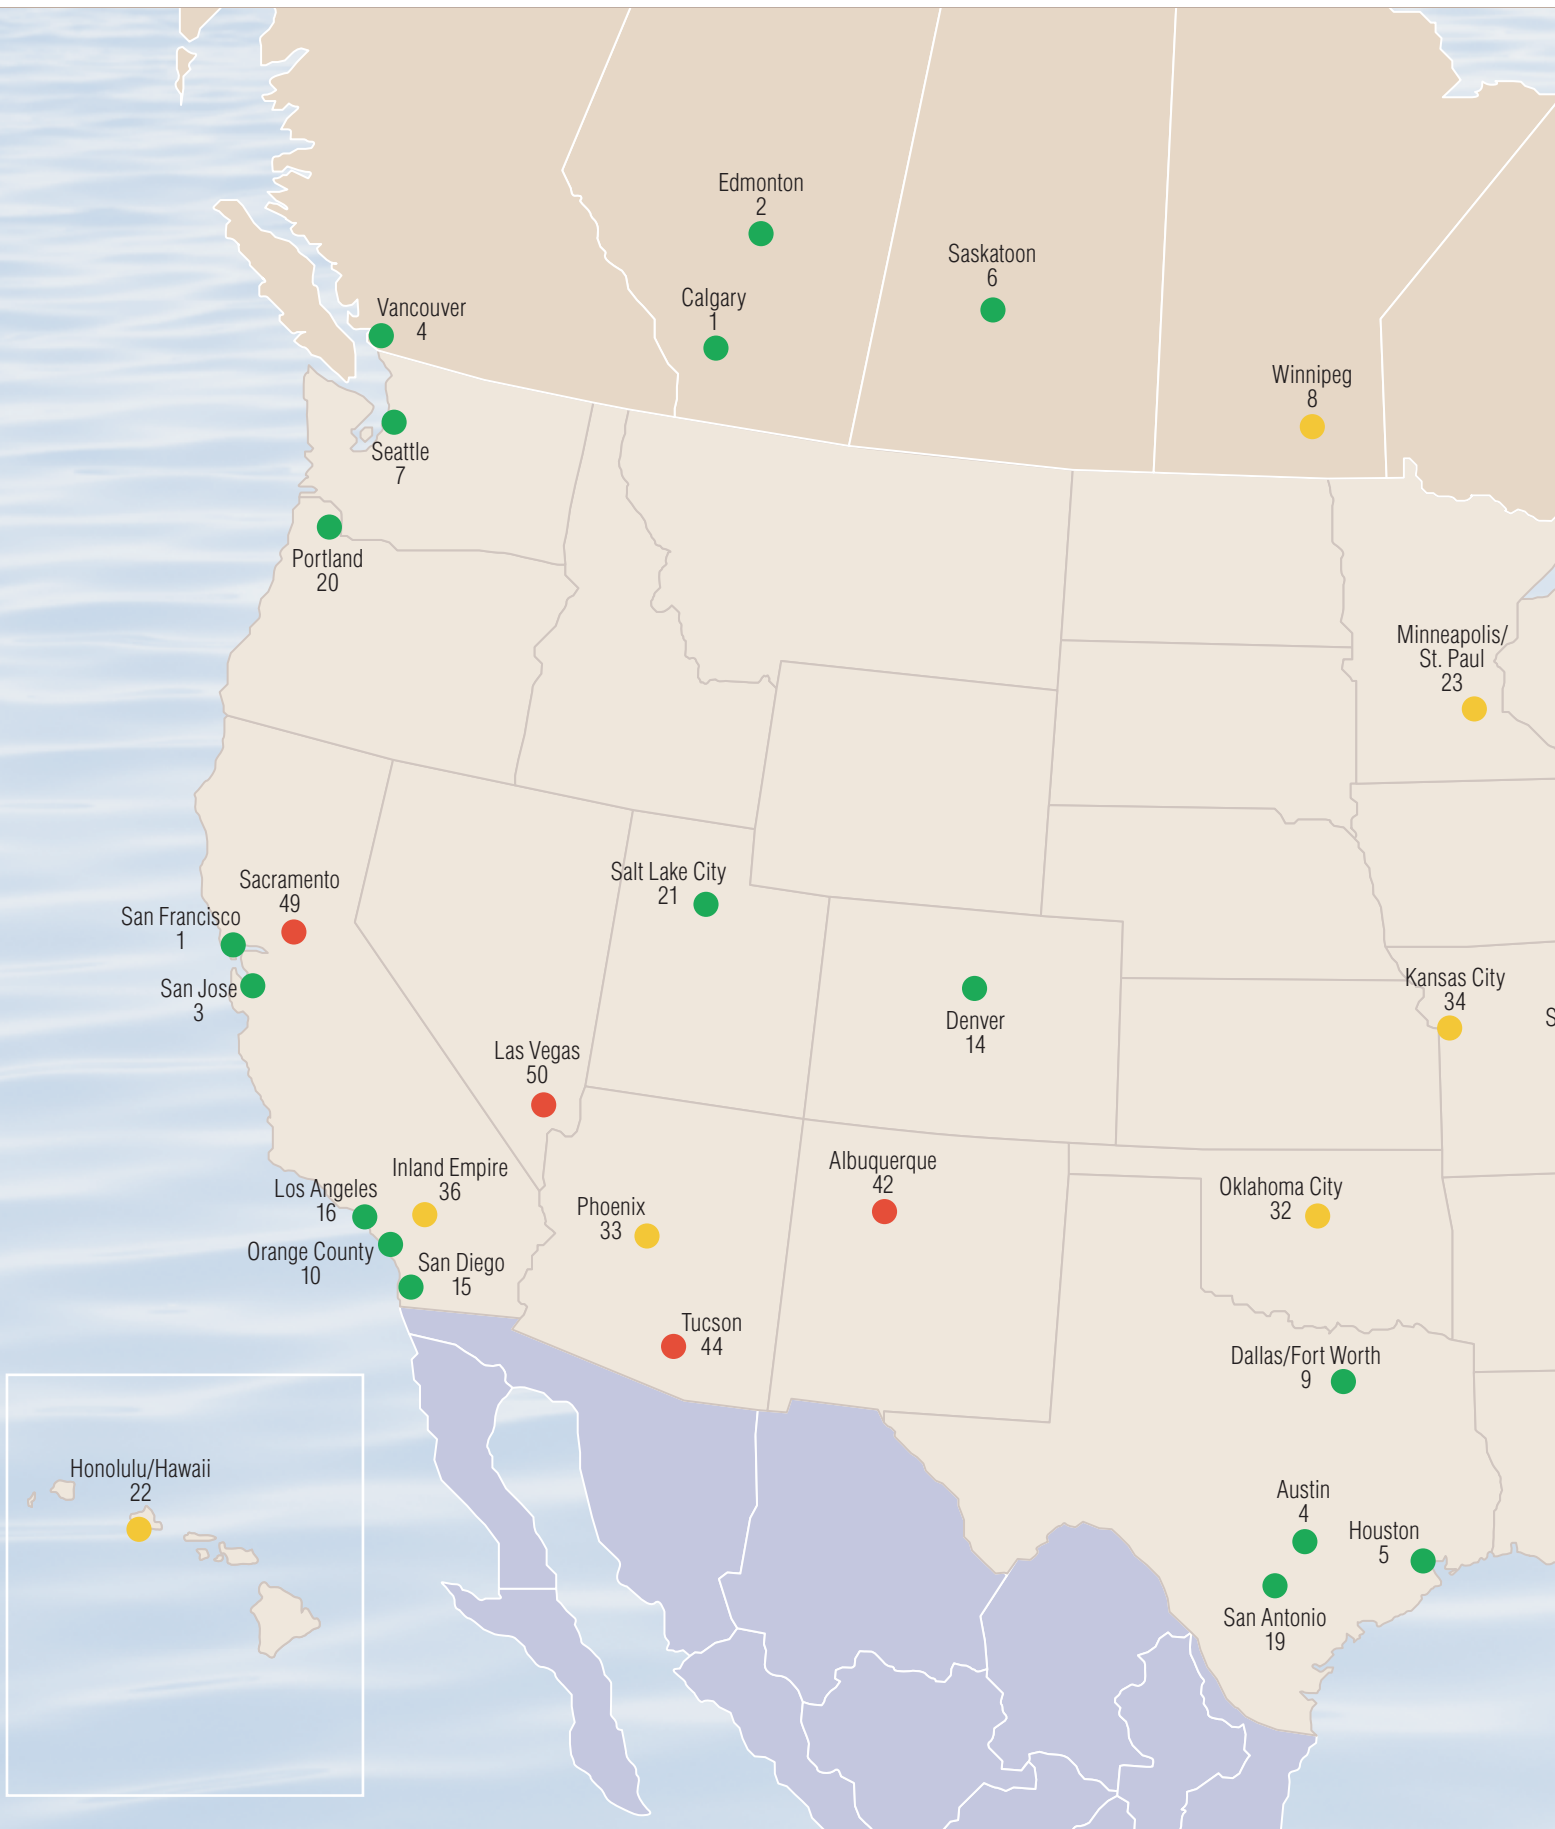 Edmonton
2
Saskatoon
6
Calgary
1
Vancouver
4
Winnipeg
8
Seattle
7
Portland
20
Minneapolis/
St. Paul
23
Salt Lake City
21
Sacramento
49
San Francisco
1
San Jose
3
Kansas City
34
S
Denver
14
Las Vegas
50
Inland Empire
36
Los Angeles
16
Orange County
10
San Diego
15
Phoenix
33
Albuquerque
42
Oklahoma City
32
Tucson
44
Dallas/Fort Worth
9
Honolulu/Hawaii
22
Austin
4
Houston
5
San Antonio
19